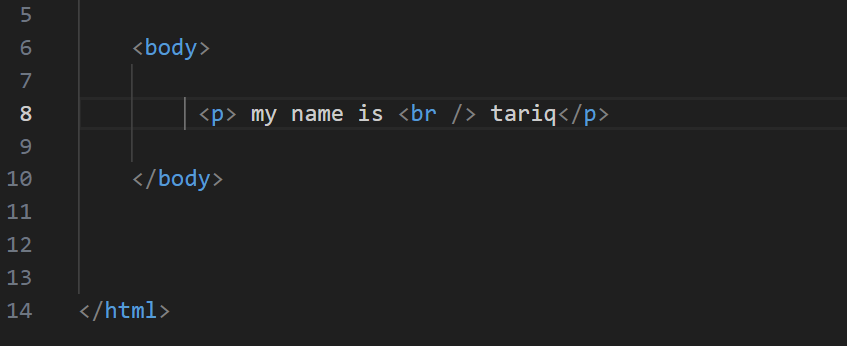 5
6 <body>
7
8 <p> my name is <br /> tariq</p>
9
10 </body>
11
12
13
14 </html>